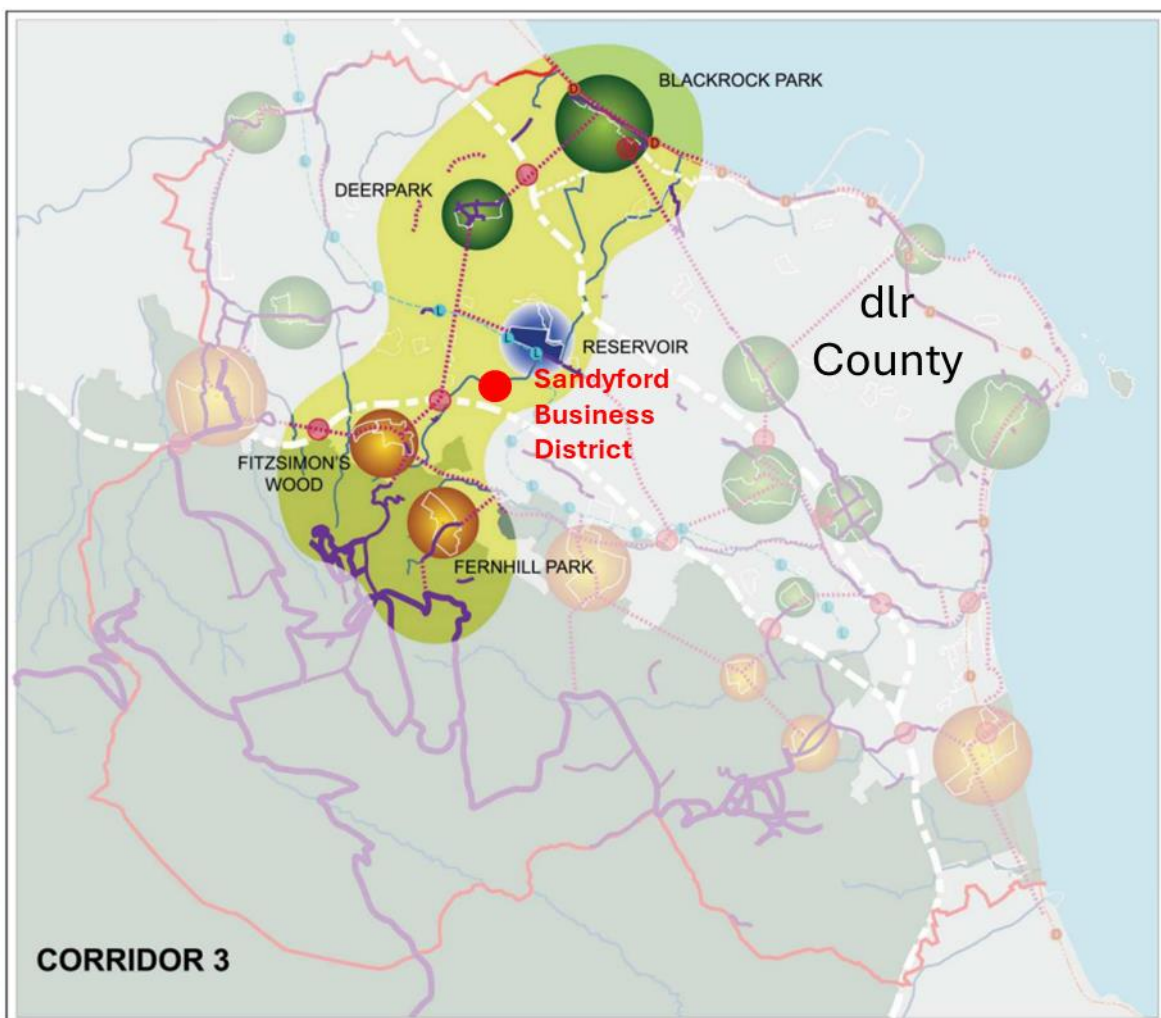 BLACKROCK PARK
D
D
DEERPARK
D
D
D
D
dlr
County
L
L
L
L
L
RESERVOIR
Sandyford
Business
District
D
D
FITZSIMON'S
WOOD
FERNHILL PARK
L
L
L
L
L
D
D
D
CORRIDOR 3